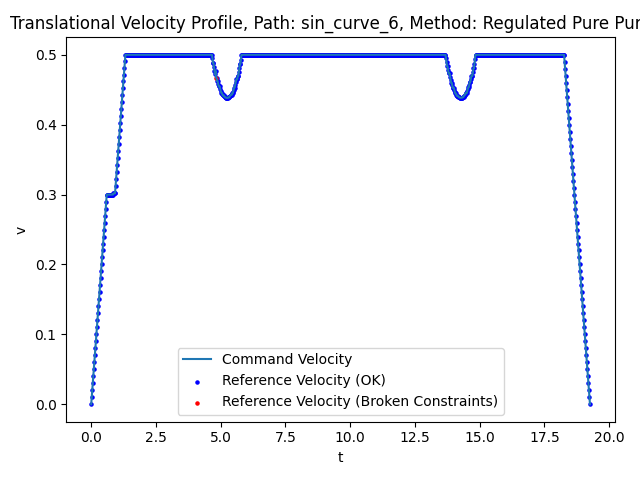 Translational Velocity Profile, Path: sin_curve_6, Method: Regulated Pure Pur
0.5
0.4
0.3
0.2
0.1
0.0
v
Command Velocity
Reference Velocity (OK)
Reference Velocity (Broken Constraints)
0.0 2.5 5.0 7.5 10.0 12.5 15.0 17.5 20.0
t